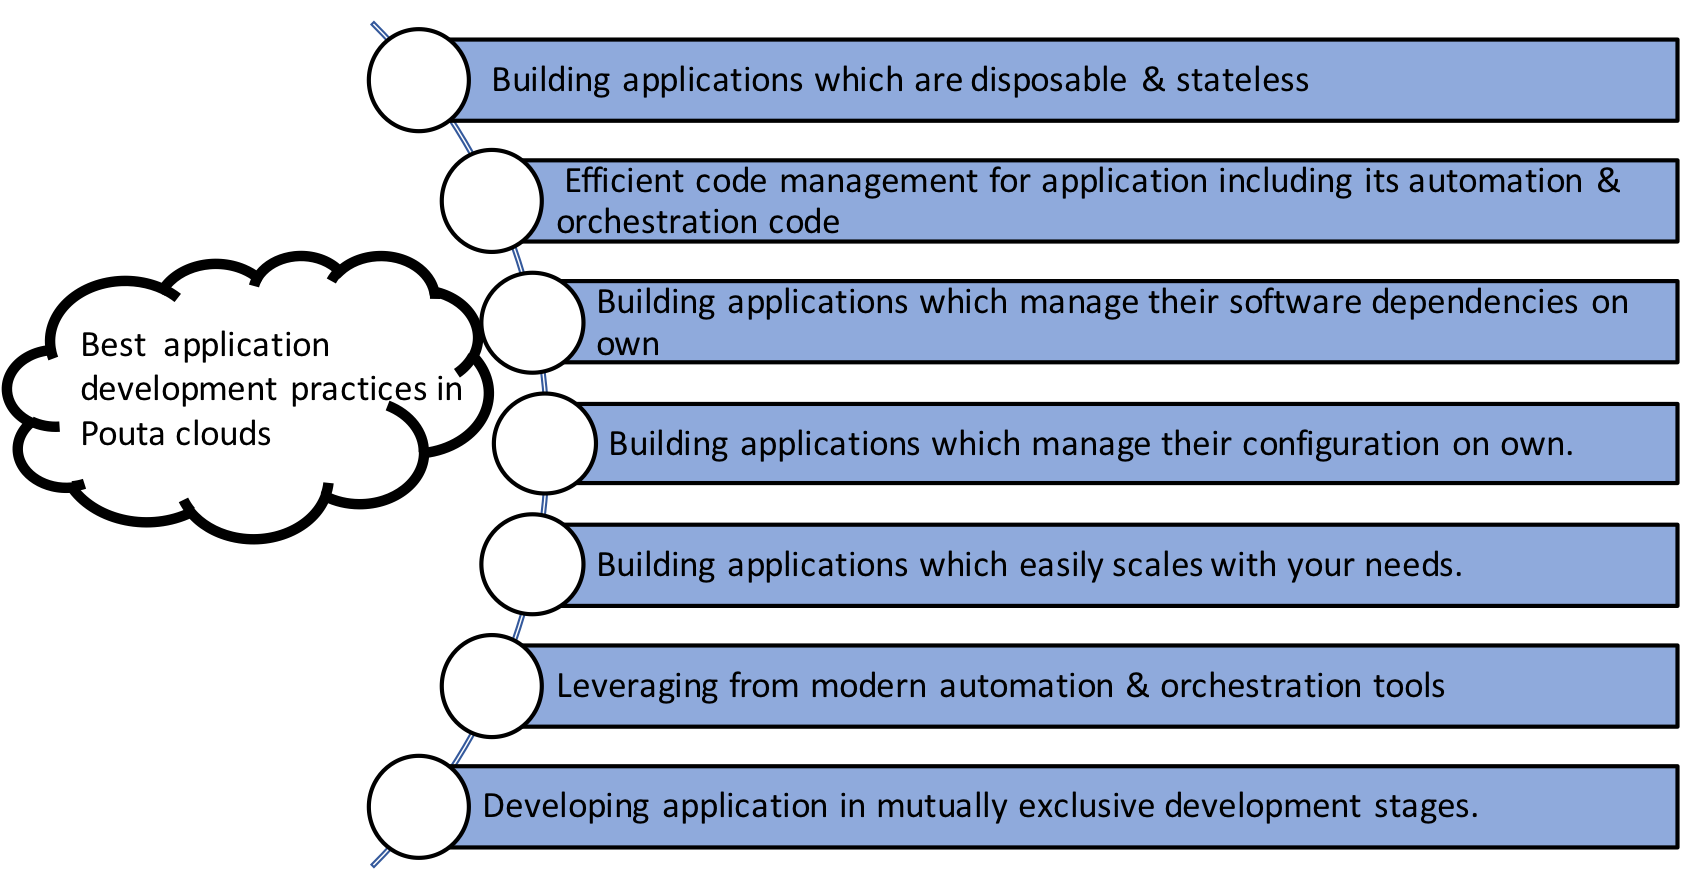 Building applications which are disposable & stateless
Efficient code management for application including its automation &
orchestration code
Building applications which manage their software dependencies on
own
Best application
development practices in
Pouta clouds
Building applications which manage their configuration on own.
Building applications which easily scales with your needs.
Leveraging from modern automation & orchestration tools
Developing application in mutually exclusive development stages.